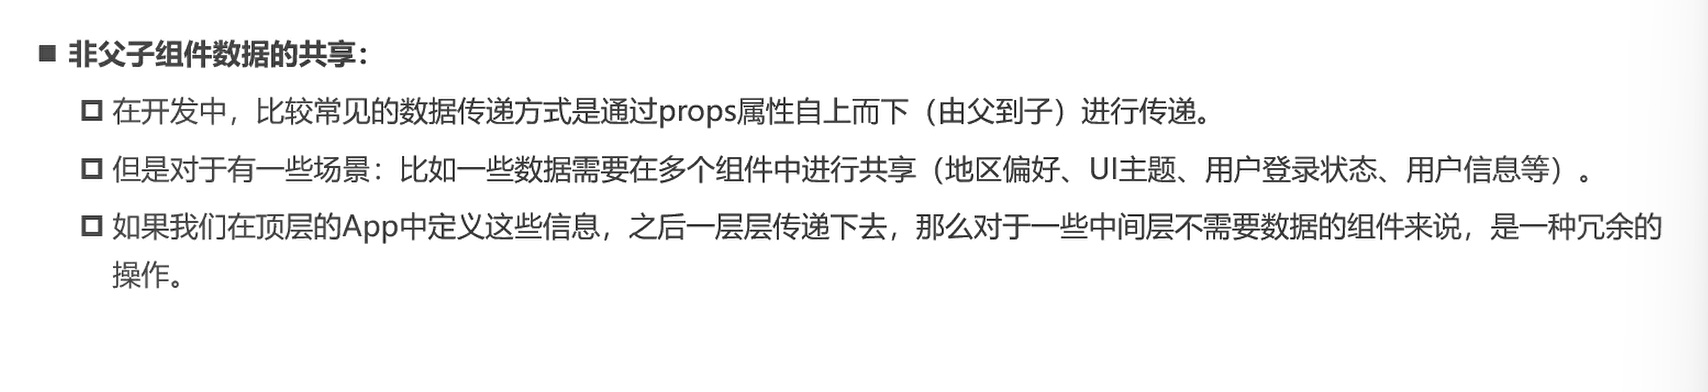 ■ 非父子组件数据的共享：
在开发中，比较常见的数据传递方式是通过props属性自上而下（由父到子）进行传递。
但是对于有一些场景：比如一些数据需要在多个组件中进行共享（地区偏好、UI主题、用户登录状态、用户信息等）。
如果我们在顶层的App中定义这些信息，之后一层层传递下去，那么对于一些中间层不需要数据的组件来说，是一种冗余的
操作。